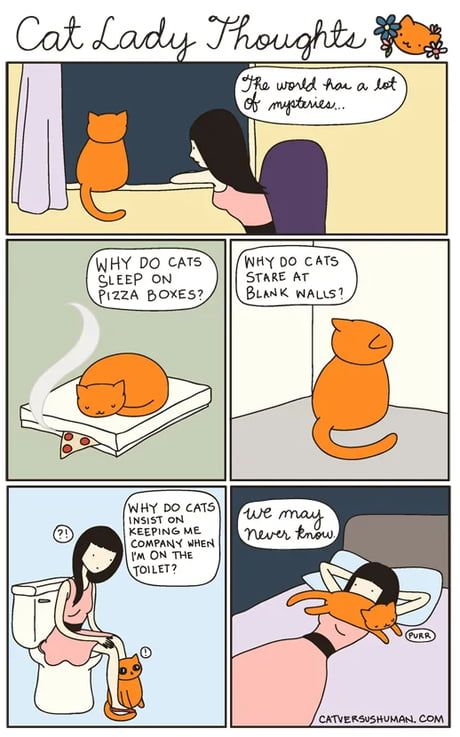 Cat Lady Thoughts
The world has a lot
of mysteries...
WHY DO CATS
SLEEP ON
PIZZA BOXES?
WHY DO CATS
STARE AT
BLANK WALLS?
?!
WHY DO CATS
INSIST ON
KEEPING ME
COMPANY WHEN
I'M ON THE
TOILET?
!
we may
never know.
PURR
CATVERSUSHUMAN.COM